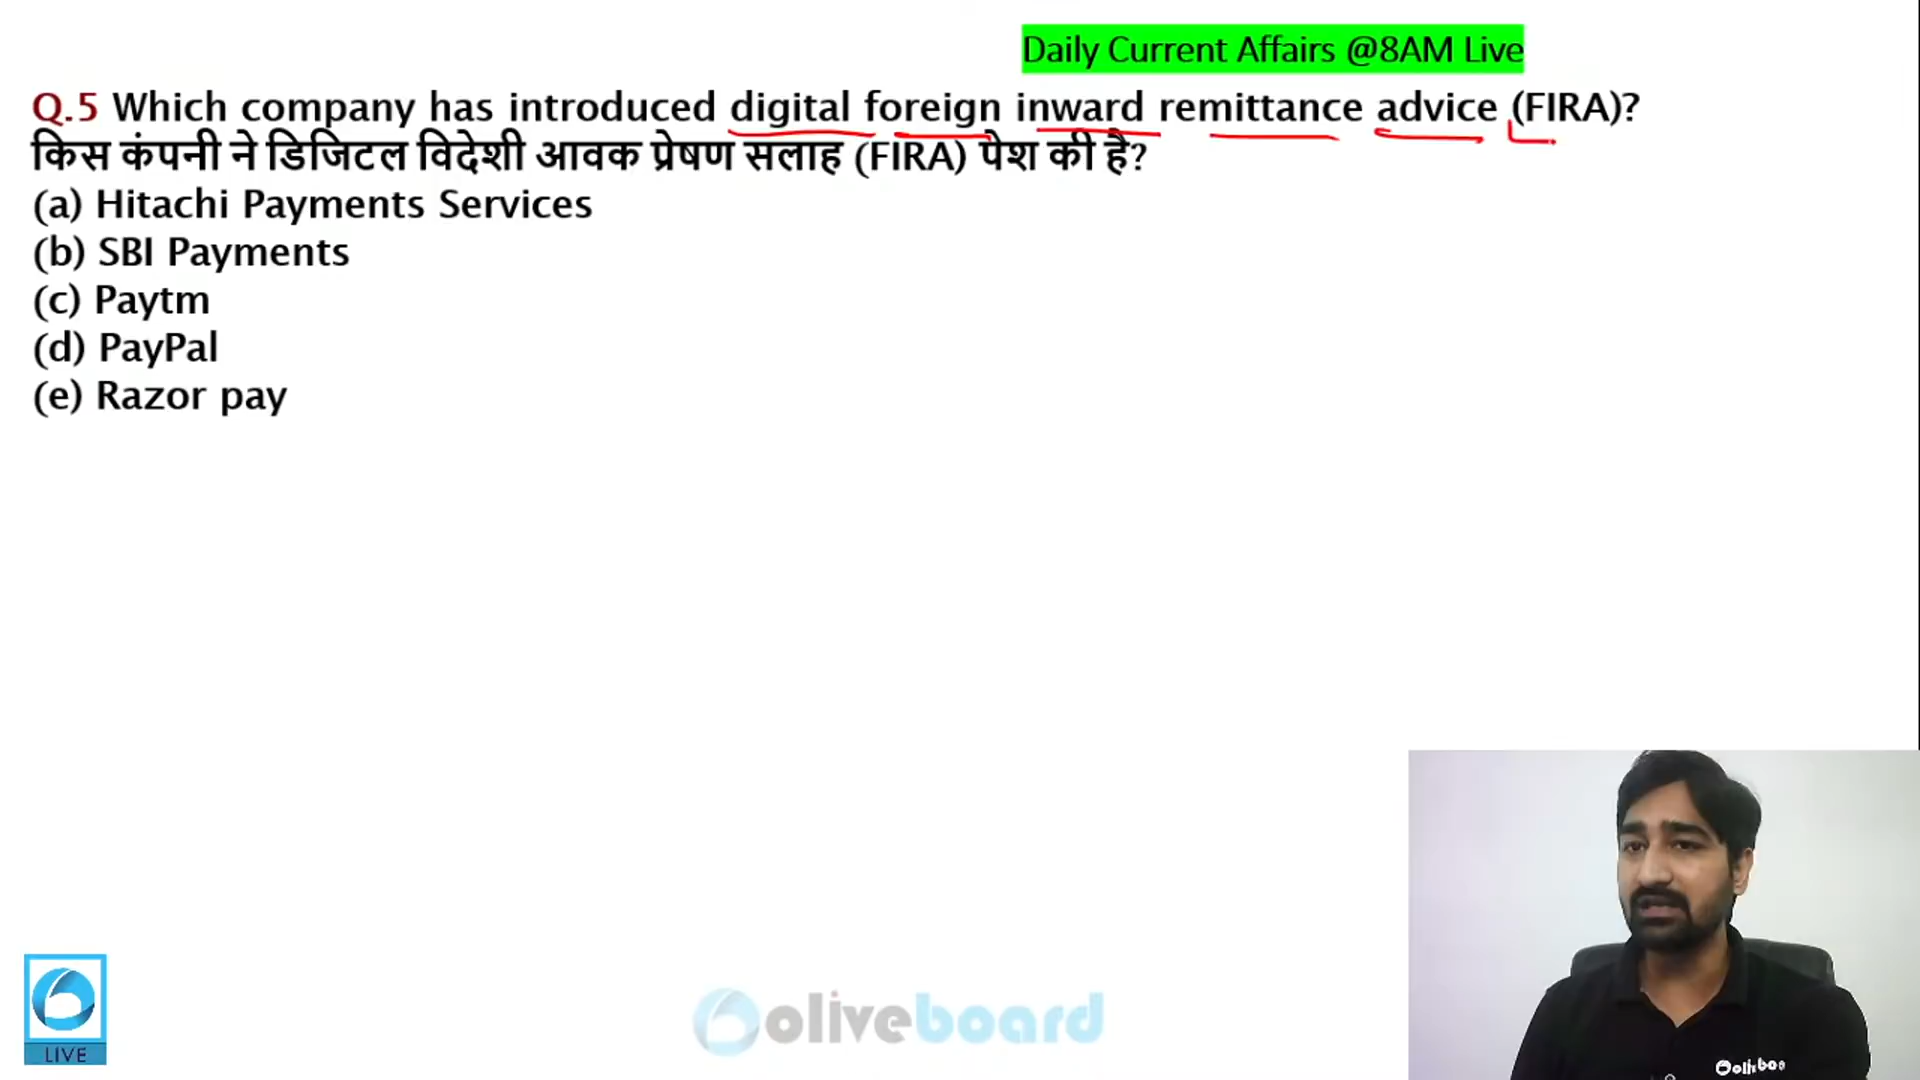 Daily Current Affairs @8AM Live
Q.5 Which company has introduced digital foreign inward remittance advice (FIRA)?
किस कंपनी ने डिजिटल विदेशी आवक प्रेषण सलाह (FIRA) पेश की है?
(a) Hitachi Payments Services
(b) SBI Payments
(c) Paytm
(d) PayPal
(e) Razor pay
LIVE
oliveboard